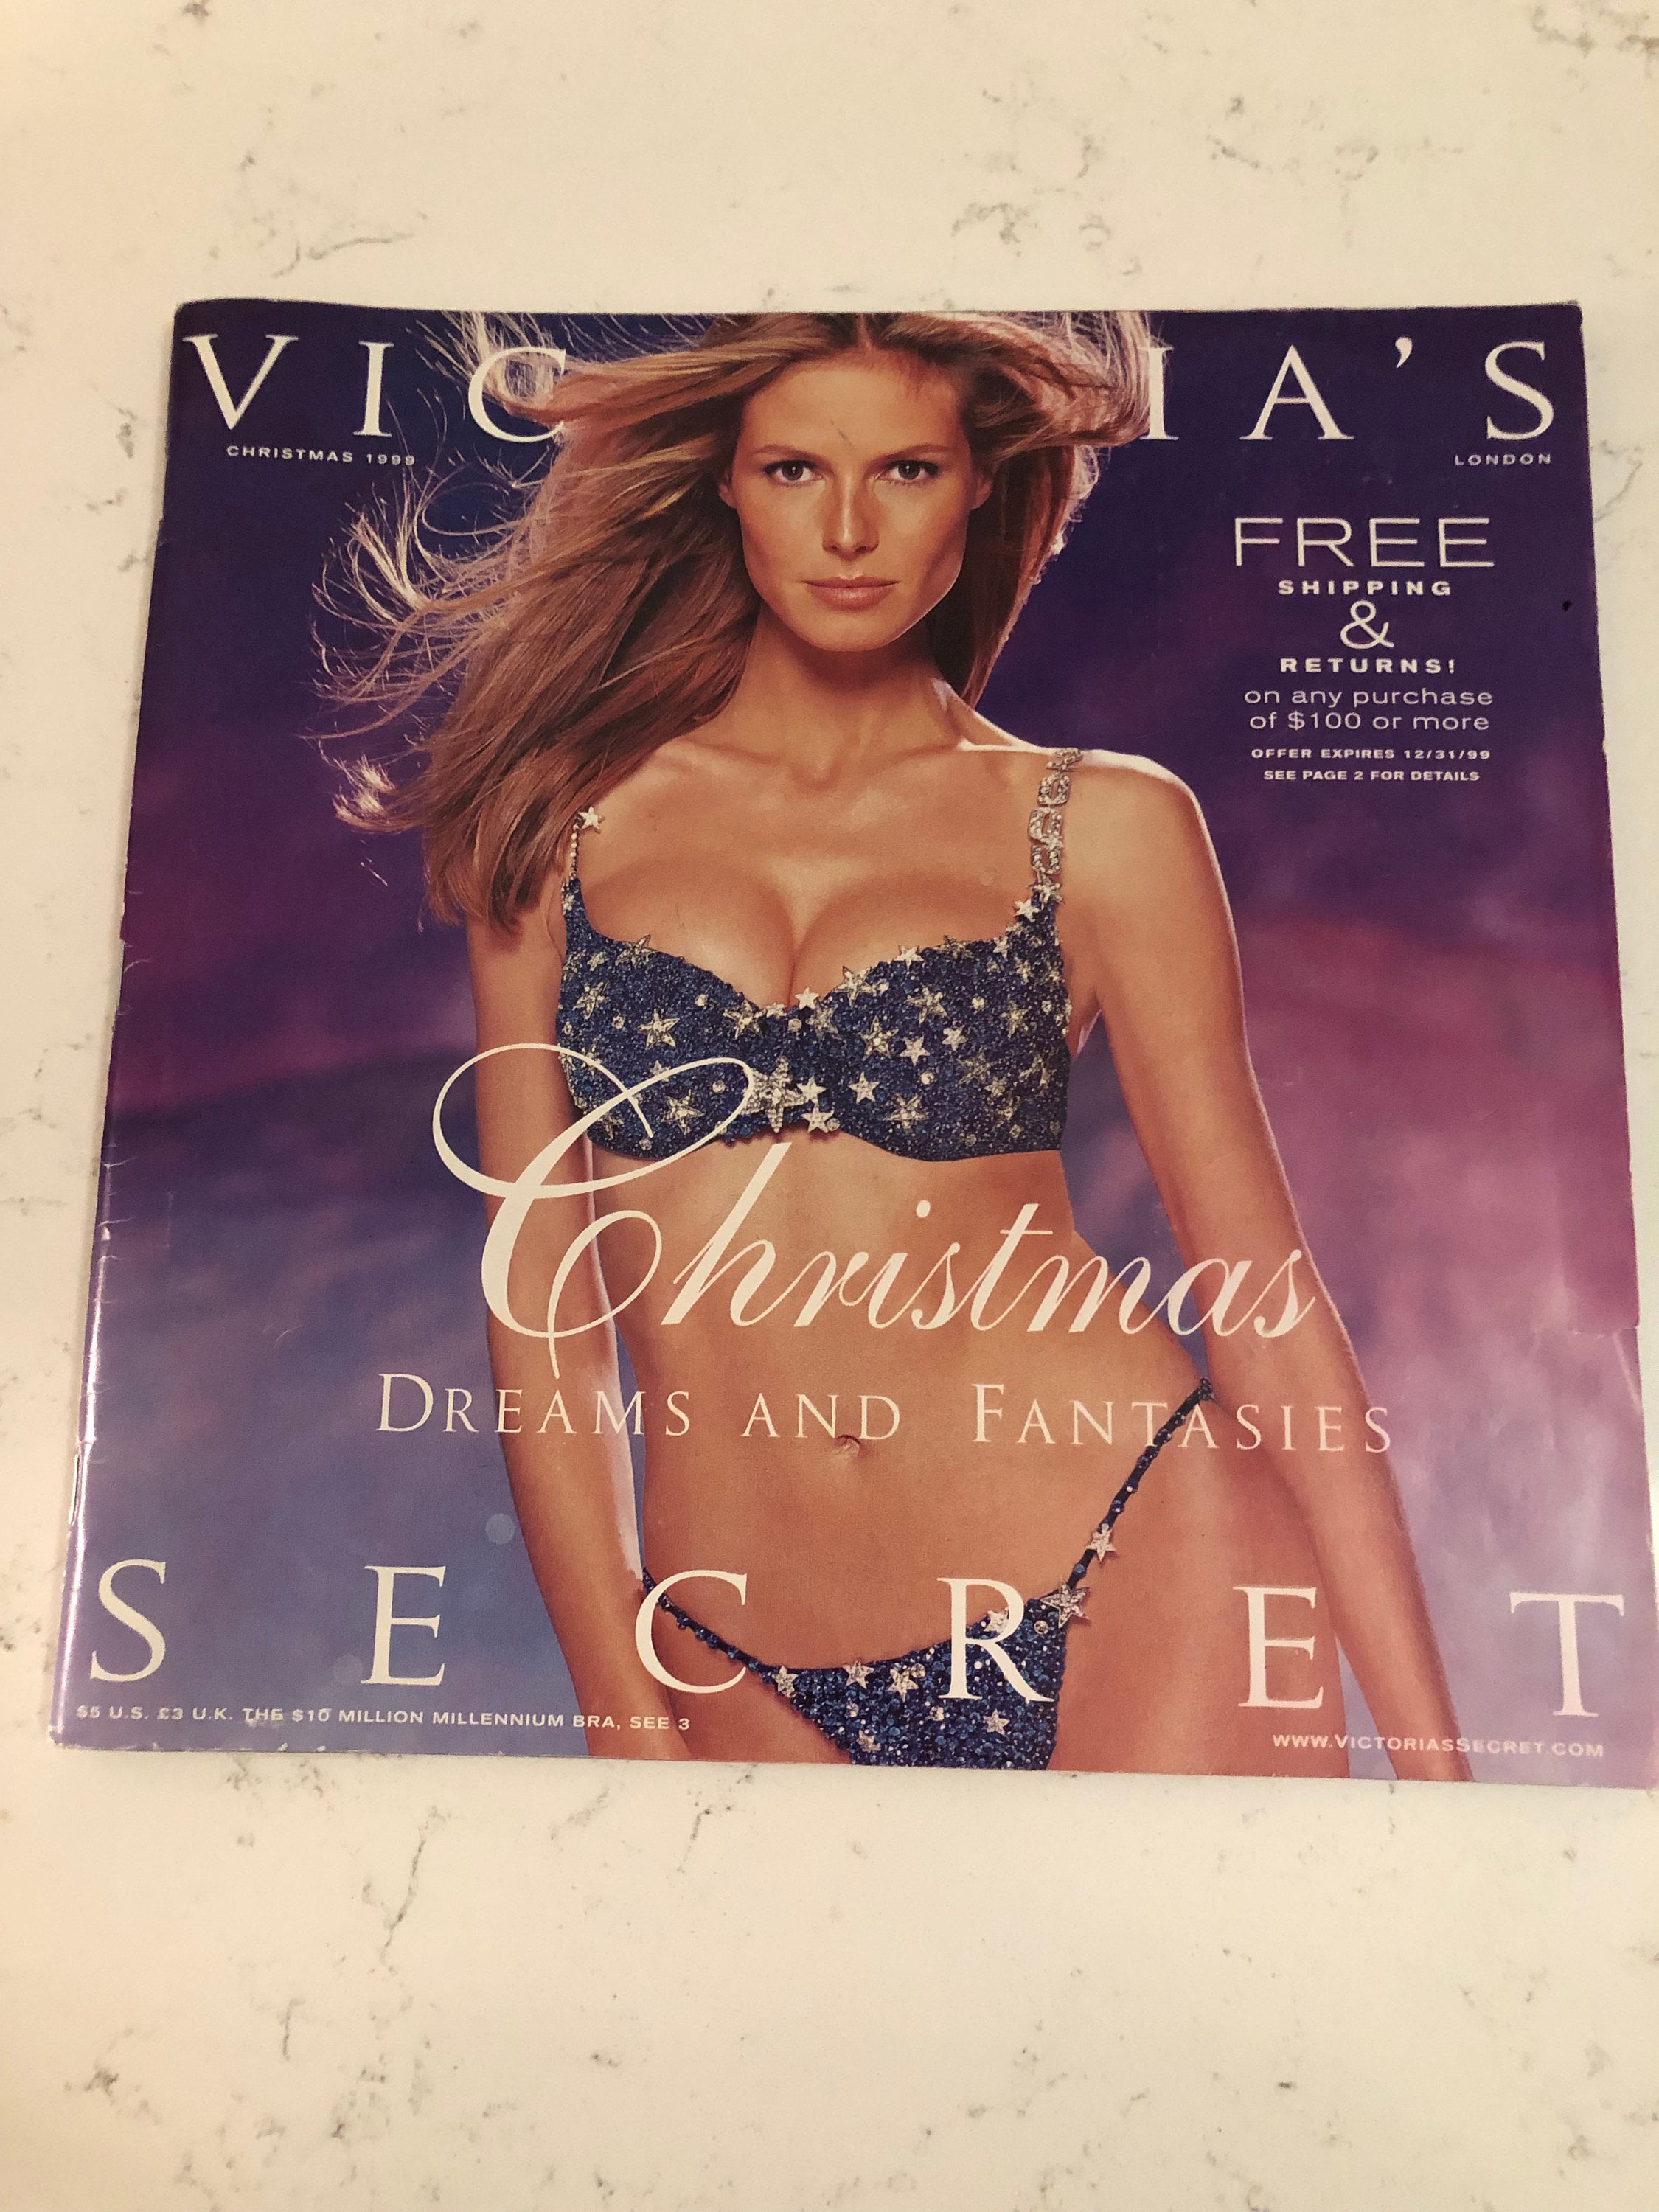 VIC IA'S
CHRISTMAS 1999
LONDON
FREE
SHIPPING
&
RETURNS!
on any purchase
of $100 or more
OFFER EXPIRES 12/31/99
SEE PAGE 2 FOR DETAILS
Christmas
DREAMS AND FANTASIES
SECRET
$5 U.S. £3 U.K. THE $10 MILLION MILLENNIUM BRA, SEE 3
WWW.VICTORIASSECRET.COM